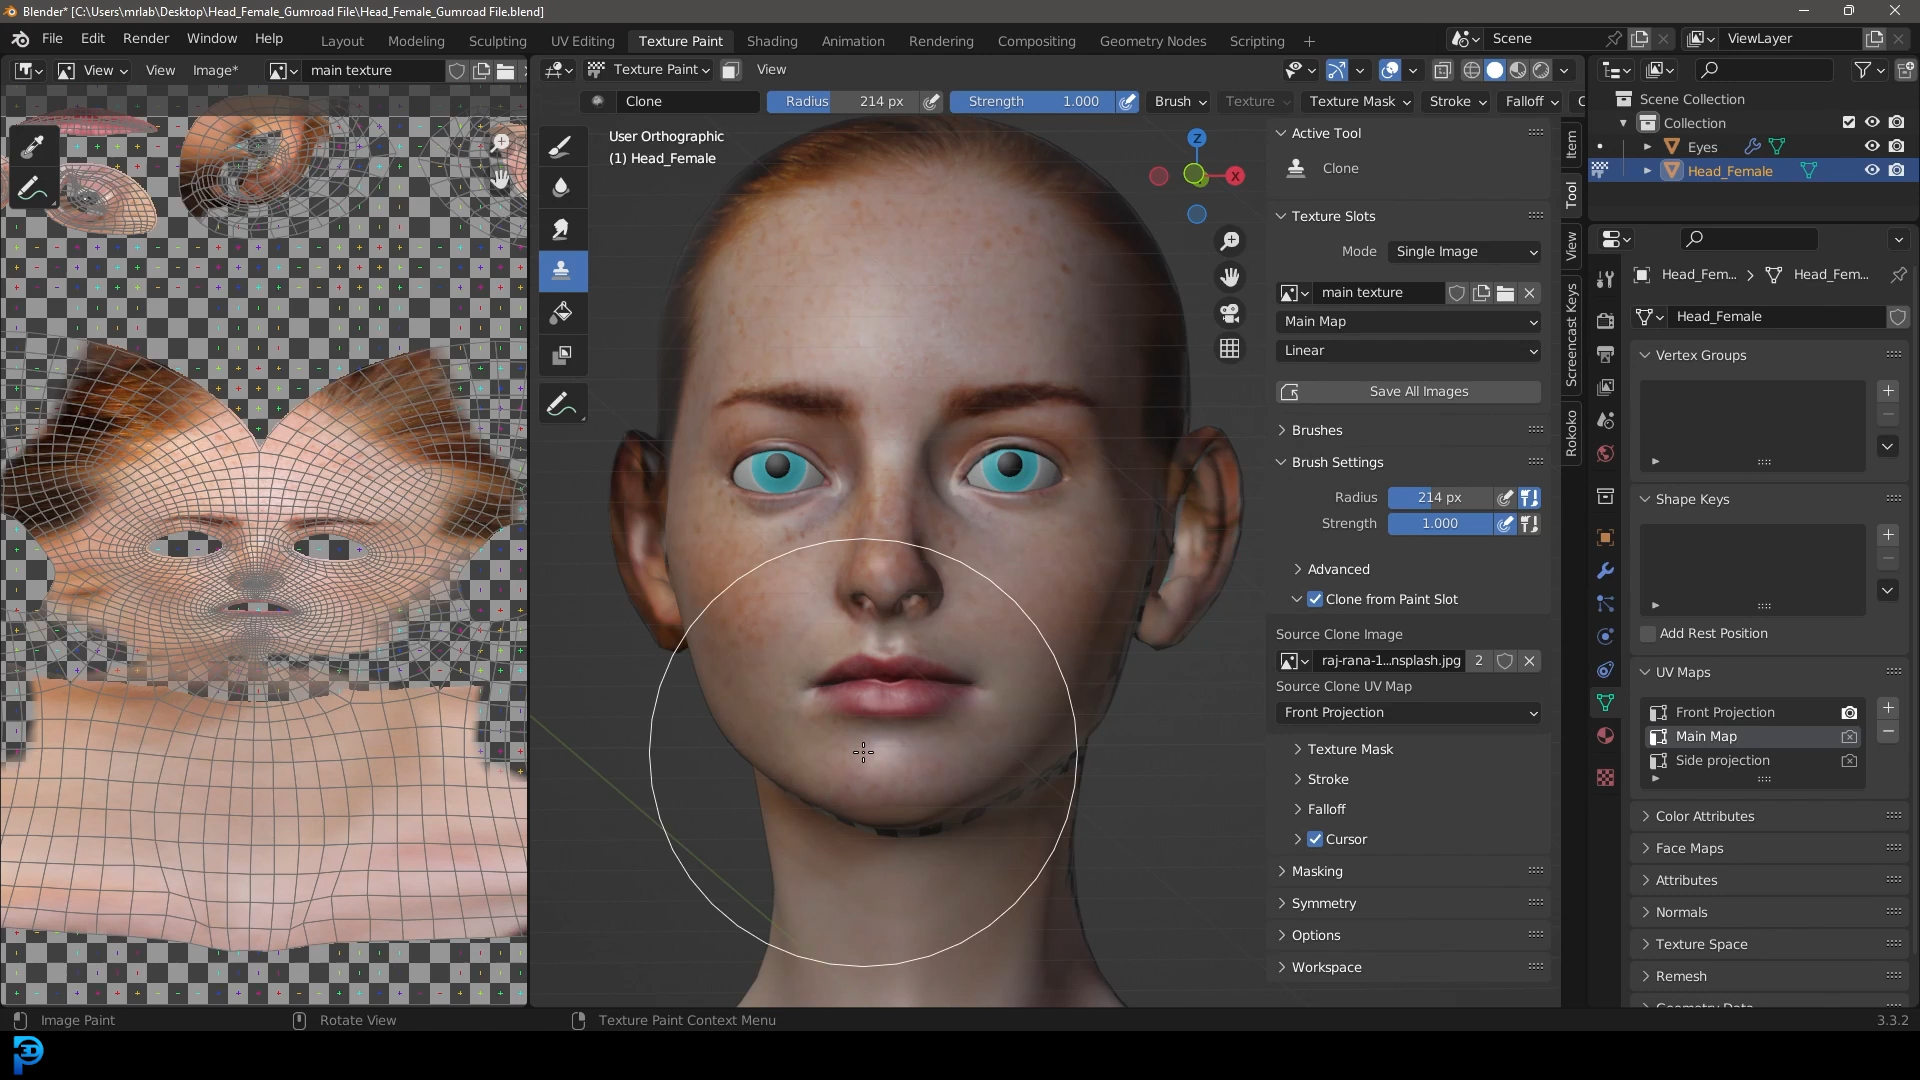 Blender* [C:\Users\mrlab\Desktop\Head_Female_Gumroad File\Head_Female_Gumroad File.blend]
File Edit Render Window Help
Layout Modeling Sculpting UV Editing Texture Paint Shading Animation Rendering Compositing Geometry Nodes Scripting +
Scene ViewLayer
View View Image* main texture
Texture Paint View
Clone Radius 214 px Strength 1.000 Brush Texture Texture Mask Stroke Falloff C
User Orthographic
(1) Head_Female
Z
X
Active Tool
Clone
Texture Slots
Mode Single Image
main texture
Main Map
Linear
Save All Images
Brushes
Brush Settings
Radius 214 px
Strength 1.000
Advanced
Clone from Paint Slot
Source Clone Image
raj-rana-1...nsplash.jpg 2
Source Clone UV Map
Front Projection
Texture Mask
Stroke
Falloff
Cursor
Masking
Symmetry
Options
Workspace
Item
Tool
View
Screencast Keys
Rokoko
Scene Collection
Collection
Eyes
Head_Female
Head_Fem... Head_Fem...
Head_Female
Vertex Groups
Shape Keys
Add Rest Position
UV Maps
Front Projection
Main Map
Side projection
Color Attributes
Face Maps
Attributes
Normals
Texture Space
Remesh
Geometry Data
Image Paint Rotate View Texture Paint Context Menu 3.3.2
3D